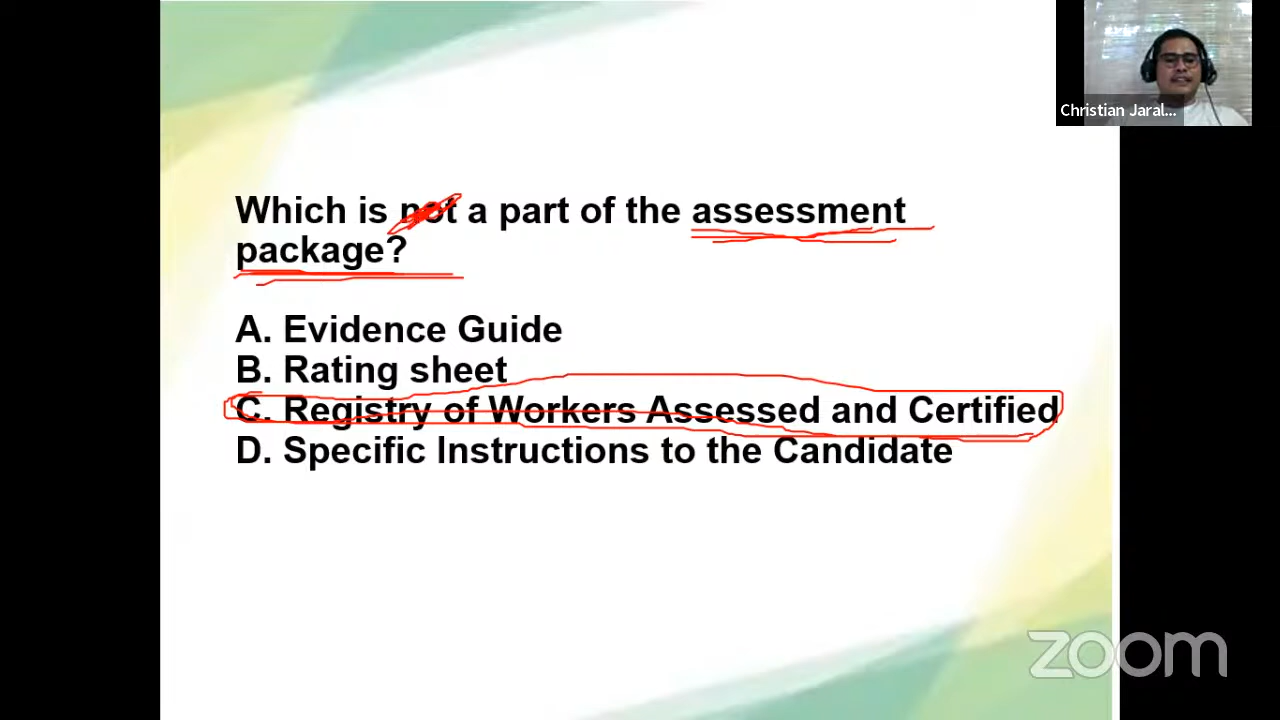 Christian Jaral...
Which is not a part of the assessment
package?
A. Evidence Guide
B. Rating sheet
C. Registry of Workers Assessed and Certified
D. Specific Instructions to the Candidate
zoom